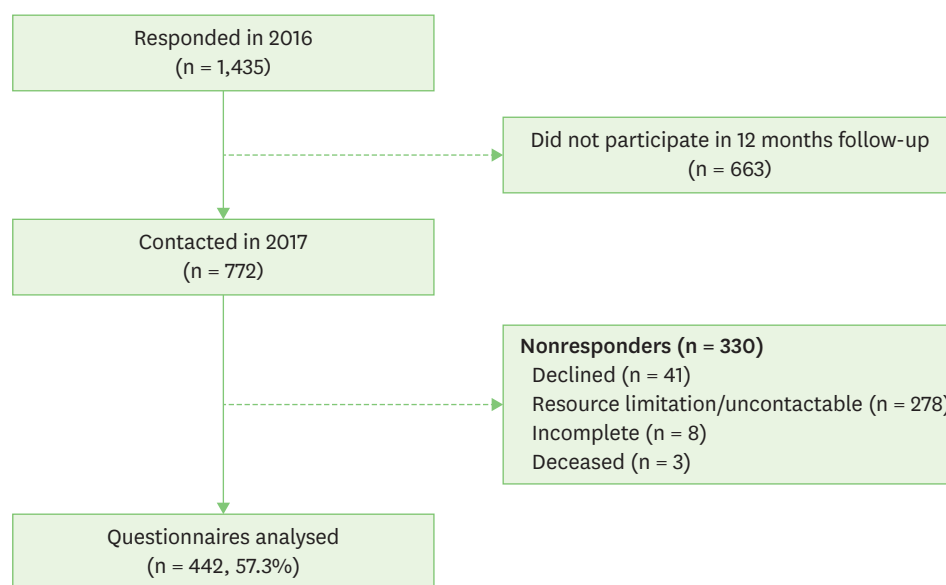 Responded in 2016
(n = 1,435)
Did not participate in 12 months follow-up
(n = 663)
Contacted in 2017
(n = 772)
Nonresponders (n = 330)
Declined (n = 41)
Resource limitation/uncontactable (n = 278)
Incomplete (n = 8)
Deceased (n = 3)
Questionnaires analysed
(n = 442, 57.3%)